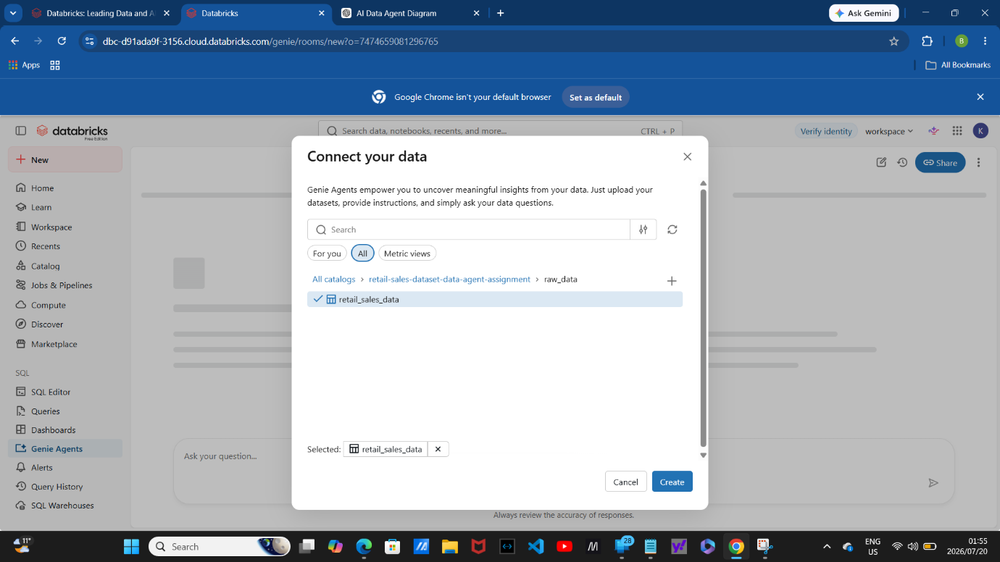 Databricks: Leading Data and A
Databricks
AI Data Agent Diagram
Ask Gemini
dbc-d91ada9f-3156.cloud.databricks.com/genie/rooms/new?o=7474659081296765
B
Apps
All Bookmarks
Google Chrome isn't your default browser
Set as default
databricks
Free Edition
Search data, notebooks, recents, and more...
CTRL + P
Verify identity
workspace
K
New
Share
Home
Learn
Workspace
Recents
Catalog
Jobs & Pipelines
Compute
Discover
Marketplace
SQL
SQL Editor
Queries
Dashboards
Genie Agents
Alerts
Query History
SQL Warehouses
Connect your data
Genie Agents empower you to uncover meaningful insights from your data. Just upload your
datasets, provide instructions, and simply ask your data questions.
Search
For you
All
Metric views
All catalogs > retail-sales-dataset-data-agent-assignment > raw_data
retail_sales_data
Selected: retail_sales_data
Cancel
Create
Ask your question...
Always review the accuracy of responses.
11°
Search
28
ENG
US
01:55
2026/07/20